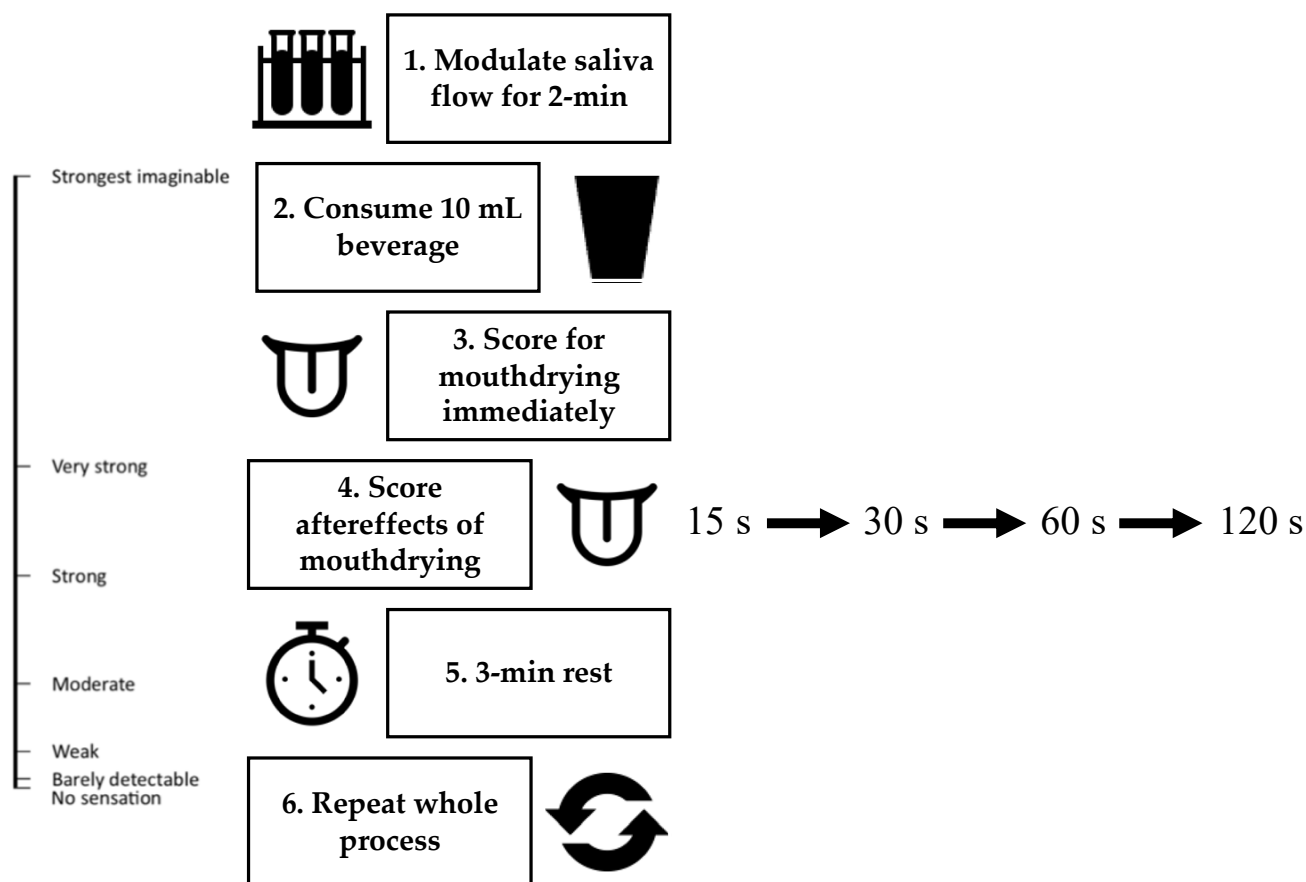 1. Modulate saliva
flow for 2-min
Strongest imaginable
2. Consume 10 mL
beverage
3. Score for
mouthdrying
immediately
Very strong
4. Score
aftereffects of
mouthdrying
15 s
30 s
60 s
120 s
Strong
5. 3-min rest
Moderate
Weak
Barely detectable
No sensation
6. Repeat whole
process